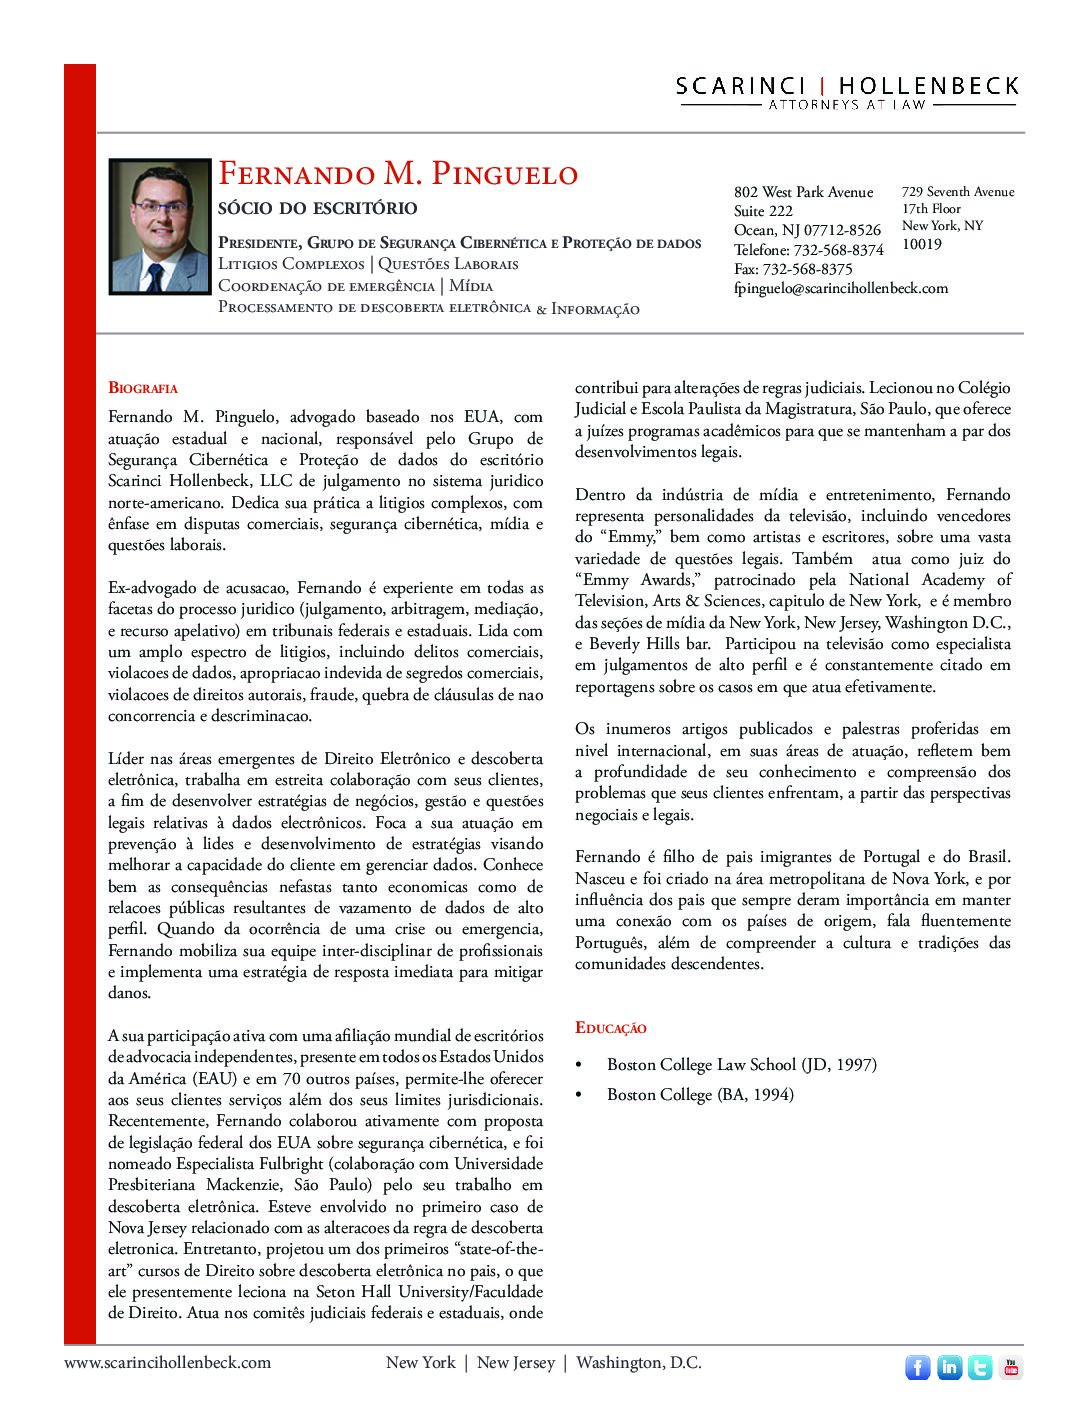 SCARINCI | HOLLENBECK
ATTORNEYS AT LAW
Fernando M. Pinguelo
SÓCIO DO ESCRITÓRIO
Presidente, Grupo de Segurança Cibernética e Proteção de dados
Litigios Complexos | Questões Laborais
Coordenação de emergência | Mídia
Processamento de descoberta eletrônica & Informação
802 West Park Avenue
Suite 222
Ocean, NJ 07712-8526
Telefone: 732-568-8374
Fax: 732-568-8375
fpinguelo@scarincihollenbeck.com
729 Seventh Avenue
17th Floor
New York, NY
10019
Biografia
Fernando M. Pinguelo, advogado baseado nos EUA, com
atuação estadual e nacional, responsável pelo Grupo de
Segurança Cibernética e Proteção de dados do escritório
Scarinci Hollenbeck, LLC de julgamento no sistema juridico
norte-americano. Dedica sua prática a litigios complexos, com
ênfase em disputas comerciais, segurança cibernética, mídia e
questões laborais.
Ex-advogado de acusacao, Fernando é experiente em todas as
facetas do processo juridico (julgamento, arbitragem, mediação,
e recurso apelativo) em tribunais federais e estaduais. Lida com
um amplo espectro de litigios, incluindo delitos comerciais,
violacoes de dados, apropriacao indevida de segredos comerciais,
violacoes de direitos autorais, fraude, quebra de cláusulas de nao
concorrencia e descriminacao.
Líder nas áreas emergentes de Direito Eletrônico e descoberta
eletrônica, trabalha em estreita colaboração com seus clientes,
a fim de desenvolver estratégias de negócios, gestão e questões
legais relativas à dados electrônicos. Foca a sua atuação em
prevenção à lides e desenvolvimento de estratégias visando
melhorar a capacidade do cliente em gerenciar dados. Conhece
bem as consequências nefastas tanto economicas como de
relacoes públicas resultantes de vazamento de dados de alto
perfil. Quando da ocorrência de uma crise ou emergencia,
Fernando mobiliza sua equipe inter-disciplinar de profissionais
e implementa uma estratégia de resposta imediata para mitigar
danos.
A sua participação ativa com uma afiliação mundial de escritórios
de advocacia independentes, presente em todos os Estados Unidos
da América (EAU) e em 70 outros países, permite-lhe oferecer
aos seus clientes serviços além dos seus limites jurisdicionais.
Recentemente, Fernando colaborou ativamente com proposta
de legislação federal dos EUA sobre segurança cibernética, e foi
nomeado Especialista Fulbright (colaboração com Universidade
Presbiteriana Mackenzie, São Paulo) pelo seu trabalho em
descoberta eletrônica. Esteve envolvido no primeiro caso de
Nova Jersey relacionado com as alteracoes da regra de descoberta
eletronica. Entretanto, projetou um dos primeiros “state-of-the-
art” cursos de Direito sobre descoberta eletrônica no pais, o que
ele presentemente leciona na Seton Hall University/Faculdade
de Direito. Atua nos comitês judiciais federais e estaduais, onde
contribui para alterações de regras judiciais. Lecionou no Colégio
Judicial e Escola Paulista da Magistratura, São Paulo, que oferece
a juízes programas acadêmicos para que se mantenham a par dos
desenvolvimentos legais.
Dentro da indústria de mídia e entretenimento, Fernando
representa personalidades da televisão, incluindo vencedores
do “Emmy,” bem como artistas e escritores, sobre uma vasta
variedade de questões legais. Também atua como juiz do
“Emmy Awards,” patrocinado pela National Academy of
Television, Arts & Sciences, capitulo de New York, e é membro
das seções de mídia da New York, New Jersey, Washington D.C.,
e Beverly Hills bar. Participou na televisão como especialista
em julgamentos de alto perfil e é constantemente citado em
reportagens sobre os casos em que atua efetivamente.
Os inumeros artigos publicados e palestras proferidas em
nivel internacional, em suas áreas de atuação, refletem bem
a profundidade de seu conhecimento e compreensão dos
problemas que seus clientes enfrentam, a partir das perspectivas
negociais e legais.
Fernando é filho de pais imigrantes de Portugal e do Brasil.
Nasceu e foi criado na área metropolitana de Nova York, e por
influência dos pais que sempre deram importância em manter
uma conexão com os países de origem, fala fluentemente
Português, além de compreender a cultura e tradições das
comunidades descendentes.
Educação
• Boston College Law School (JD, 1997)
• Boston College (BA, 1994)
www.scarincihollenbeck.com
New York | New Jersey | Washington, D.C.
f in t You Tube